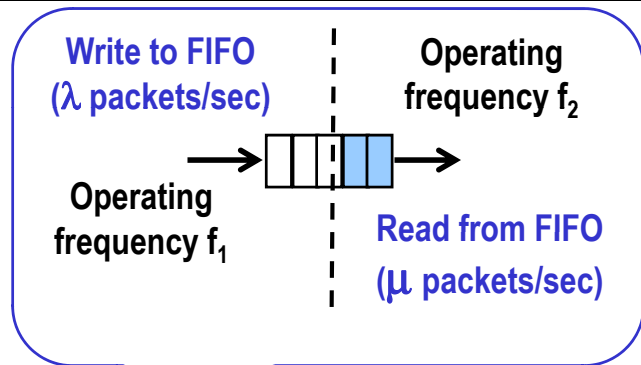 Write to FIFO
(λ packets/sec)
Operating
frequency f₁
Operating
frequency f₂
Read from FIFO
(μ packets/sec)